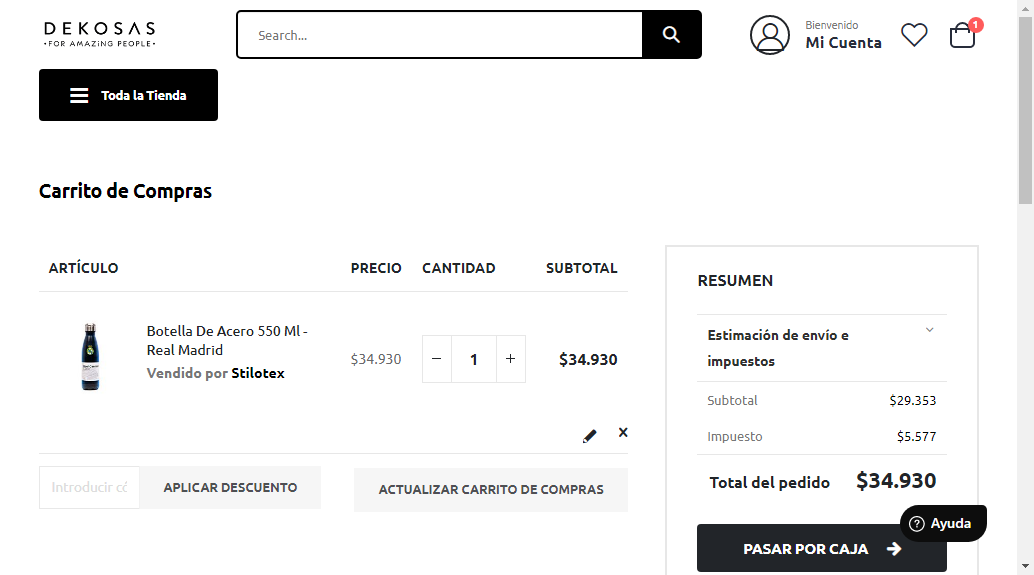 DEKOSAS
•FOR AMAZING PEOPLE•
Search...
Bienvenido
Mi Cuenta
1
Toda la Tienda
Carrito de Compras
ARTÍCULO PRECIO CANTIDAD SUBTOTAL
Botella De Acero 550 Ml -
Real Madrid
Vendido por Stilotex
$34.930
− 1 +
$34.930
Introducir có
APLICAR DESCUENTO
ACTUALIZAR CARRITO DE COMPRAS
RESUMEN
Estimación de envío e
impuestos
Subtotal $29.353
Impuesto $5.577
Total del pedido $34.930
Ayuda
PASAR POR CAJA